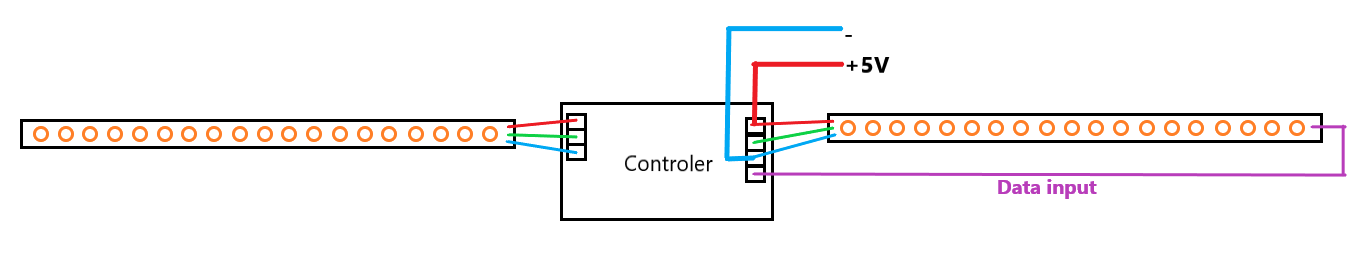 -
+5V
Controler
Data input